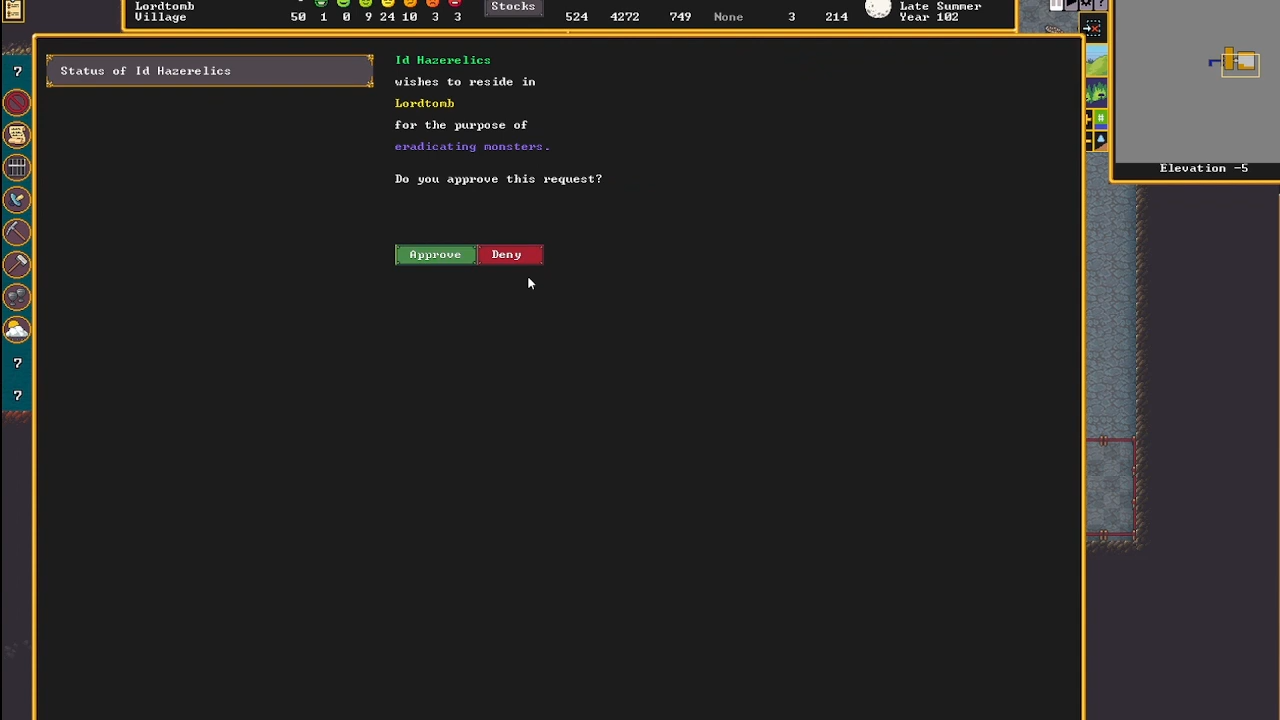 Lordtomb
Village
50 1 0 9 24 10 3 3
Stocks
524 4272 749 None 3 214
Late Summer
Year 102
Status of Id Hazerelics
Id Hazerelics
wishes to reside in
Lordtomb
for the purpose of
eradicating monsters.
Do you approve this request?
Approve
Deny
Elevation -5
?
?
?